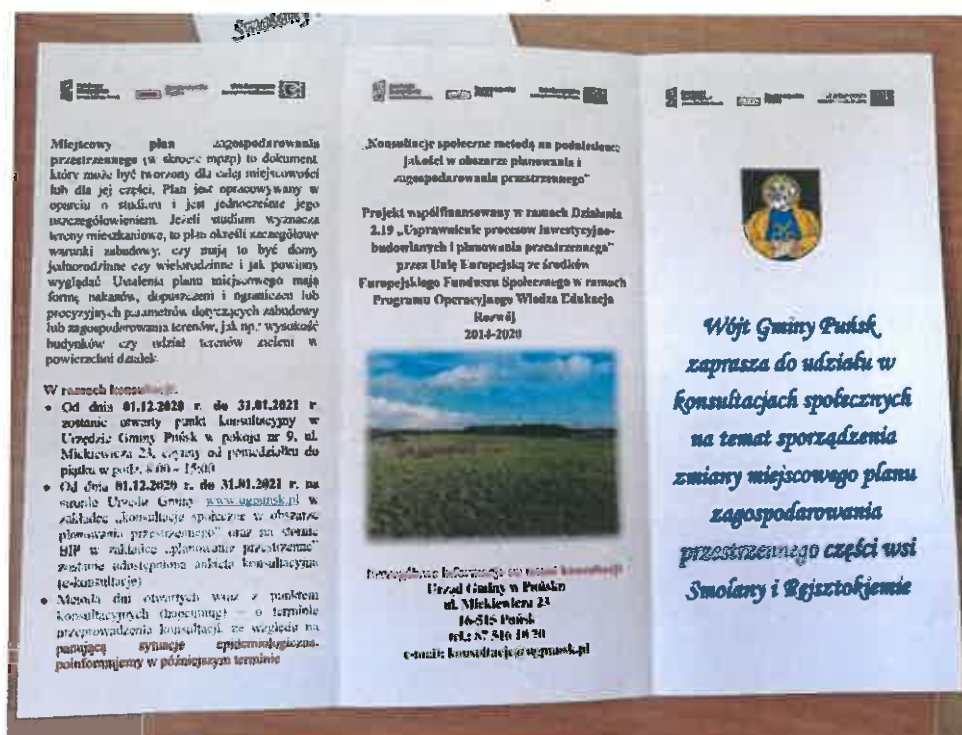 Smolany
Miejscowy plan zagospodarowania
przestrzennego (w skrócie mpzp) to dokument,
który może być tworzony dla całej miejscowości
lub dla jej części. Plan jest opracowywany w
oparciu o studium i jest jednocześnie jego
uszczegółowieniem. Jeżeli studium wyznacza
tereny mieszkaniowe, to plan określi szczegółowe
warunki zabudowy, czy mają to być domy
jednorodzinne czy wielorodzinne i jak powinny
wyglądać. Ustalenia planu miejscowego mają
formę nakazów, dopuszczeń i ograniczeń lub
precyzyjnych parametrów dotyczących zabudowy
lub zagospodarowania terenów, jak np.: wysokość
budynków czy udział terenów zieleni w
powierzchni działek.
W ramach konsultacji:
• Od dnia 01.12.2020 r. do 31.01.2021 r.
zostanie otwarty punkt konsultacyjny w
Urzędzie Gminy Puńsk w pokoju nr 9, ul.
Mickiewicza 23, czynny od poniedziałku do
piątku w godz. 8:00 – 15:00
• Od dnia 01.12.2020 r. do 31.01.2021 r. na
stronie Urzędu Gminy www.ugpunsk.pl w
zakładce „konsultacje społeczne w obszarze
planowania przestrzennego" oraz na stronie
BIP w zakładce „planowanie przestrzenne"
zostanie udostępniona ankieta konsultacyjna
(e-konsultacje)
• Metoda dni otwartych wraz z punktem
konsultacyjnych – o terminie
przeprowadzenia konsultacji, ze względu na
panującą sytuację epidemiologiczną,
poinformujemy w późniejszym terminie
„Konsultacje społeczne metodą na podniesienie
jakości w obszarze planowania i
zagospodarowania przestrzennego"
Projekt współfinansowany w ramach Działania
2.19 „Usprawnienie procesów inwestycyjno-
budowlanych i planowania przestrzennego"
przez Unię Europejską ze środków
Europejskiego Funduszu Społecznego w ramach
Programu Operacyjnego Wiedza Edukacja
Rozwój
2014-2020
Szczegółowe informacje na temat konsultacji
Urząd Gminy w Puńsku
ul. Mickiewicza 23
16-515 Puńsk
tel.: 87 516 10 20
e-mail: konsultacje@ugpunsk.pl
Wójt Gminy Puńsk
zaprasza do udziału w
konsultacjach społecznych
na temat sporządzenia
zmiany miejscowego planu
zagospodarowania
przestrzennego części wsi
Smolany i Rejsztokiemie